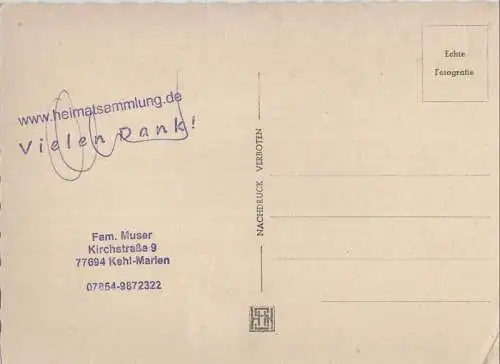 www.heimatsammlung.de
Vielen Dank!
Fam. Muser
Kirchstraße 9
77694 Kehl-Marlen
07854-9872322
NACHDRUCK VERBOTEN
Echte
Fotografie